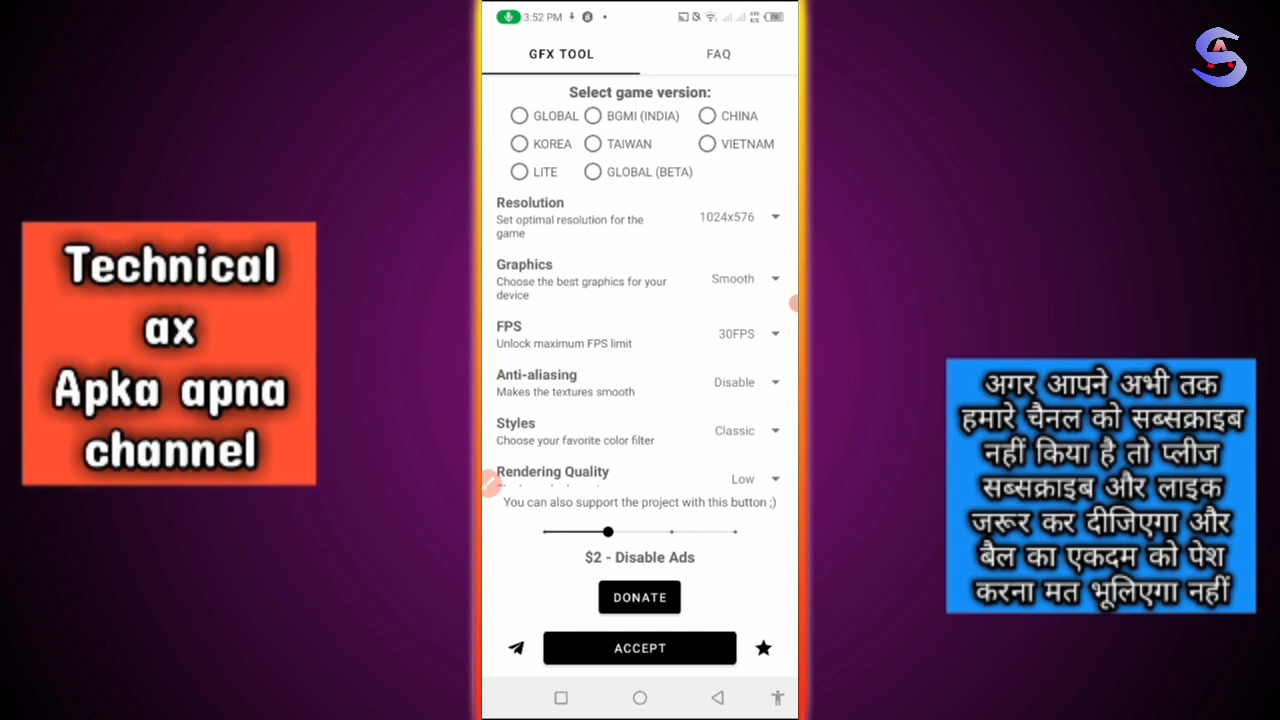 3:52 PM
GFX TOOL FAQ
Select game version:
GLOBAL BGMI (INDIA) CHINA
KOREA TAIWAN VIETNAM
LITE GLOBAL (BETA)
Resolution
Set optimal resolution for the
game
1024x576
Graphics
Choose the best graphics for your
device
Smooth
FPS
Unlock maximum FPS limit
30FPS
Anti-aliasing
Makes the textures smooth
Disable
Styles
Choose your favorite color filter
Classic
Rendering Quality
Low
You can also support the project with this button ;)
$2 - Disable Ads
DONATE
ACCEPT
Technical
ax
Apka apna
channel
अगर आपने अभी तक
हमारे चैनल को सब्सक्राइब
नहीं किया है तो प्लीज
सब्सक्राइब और लाइक
जरूर कर दीजिएगा और
बैल का एकदम को पेश
करना मत भूलिएगा नहीं